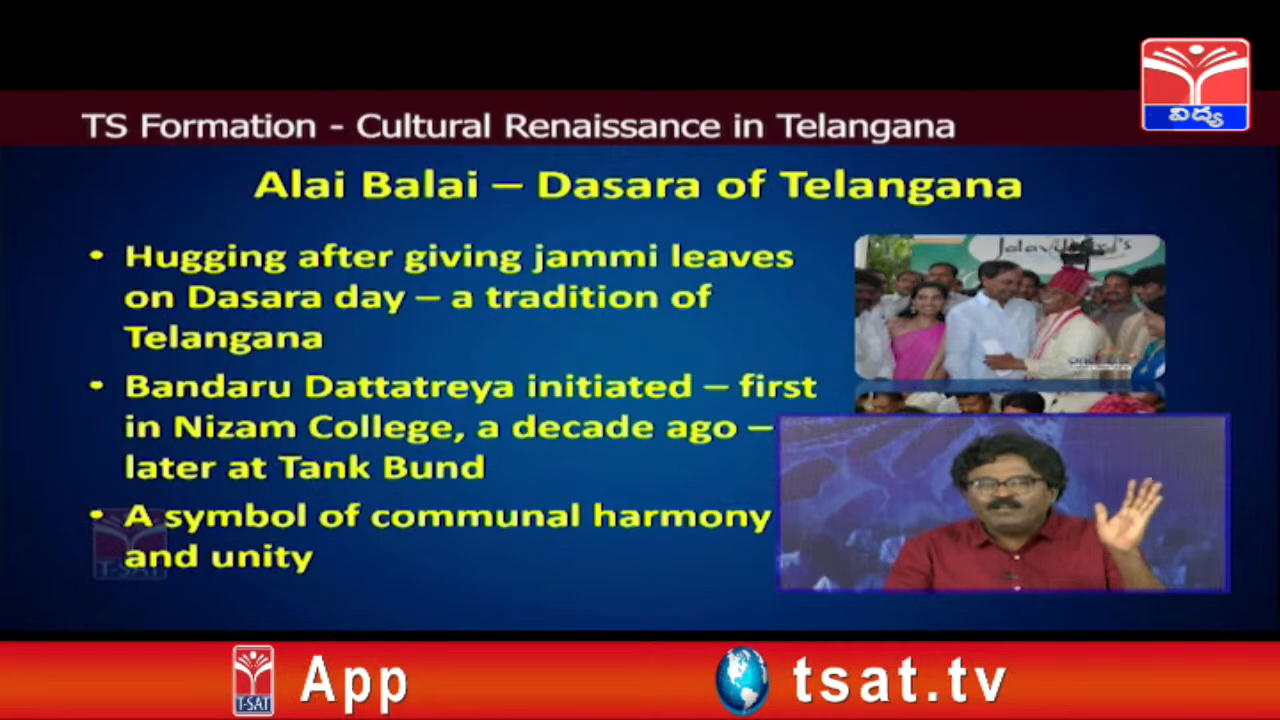 విద్య
TS Formation - Cultural Renaissance in Telangana
Alai Balai – Dasara of Telangana
• Hugging after giving jammi leaves
on Dasara day – a tradition of
Telangana
• Bandaru Dattatreya initiated – first
in Nizam College, a decade ago –
later at Tank Bund
• A symbol of communal harmony
and unity
T-SAT
T-SAT
App
tsat.tv